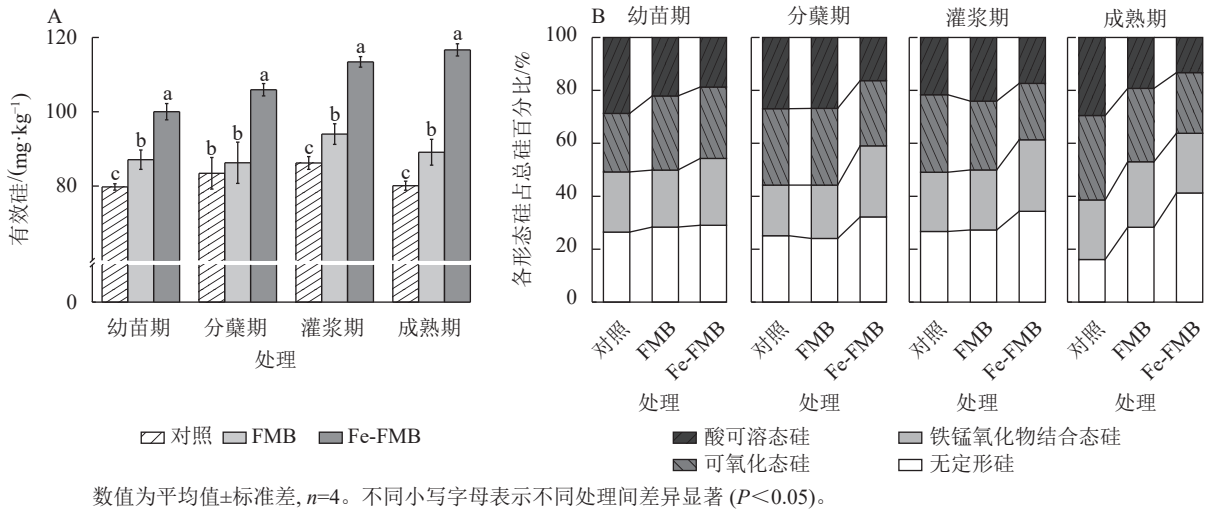 A
120
100
80
0
有效硅/(mg·kg⁻¹)
c b a
b b a
c b a
c b a
幼苗期 分蘖期 灌浆期 成熟期
处理
对照 FMB Fe-FMB
B
幼苗期 分蘖期 灌浆期 成熟期
100
80
60
40
20
0
各形态硅占总硅百分比/%
对照 FMB Fe-FMB
对照 FMB Fe-FMB
对照 FMB Fe-FMB
对照 FMB Fe-FMB
处理 处理 处理 处理
酸可溶态硅 铁锰氧化物结合态硅
可氧化态硅 无定形硅
数值为平均值±标准差, n=4。不同小写字母表示不同处理间差异显著 (P<0.05)。